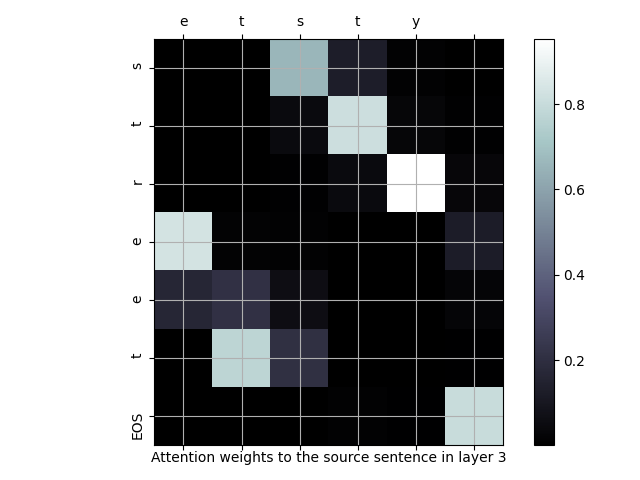 e t s t y
s
t
r
e
e
t
EOS
0.8
0.6
0.4
0.2
Attention weights to the source sentence in layer 3